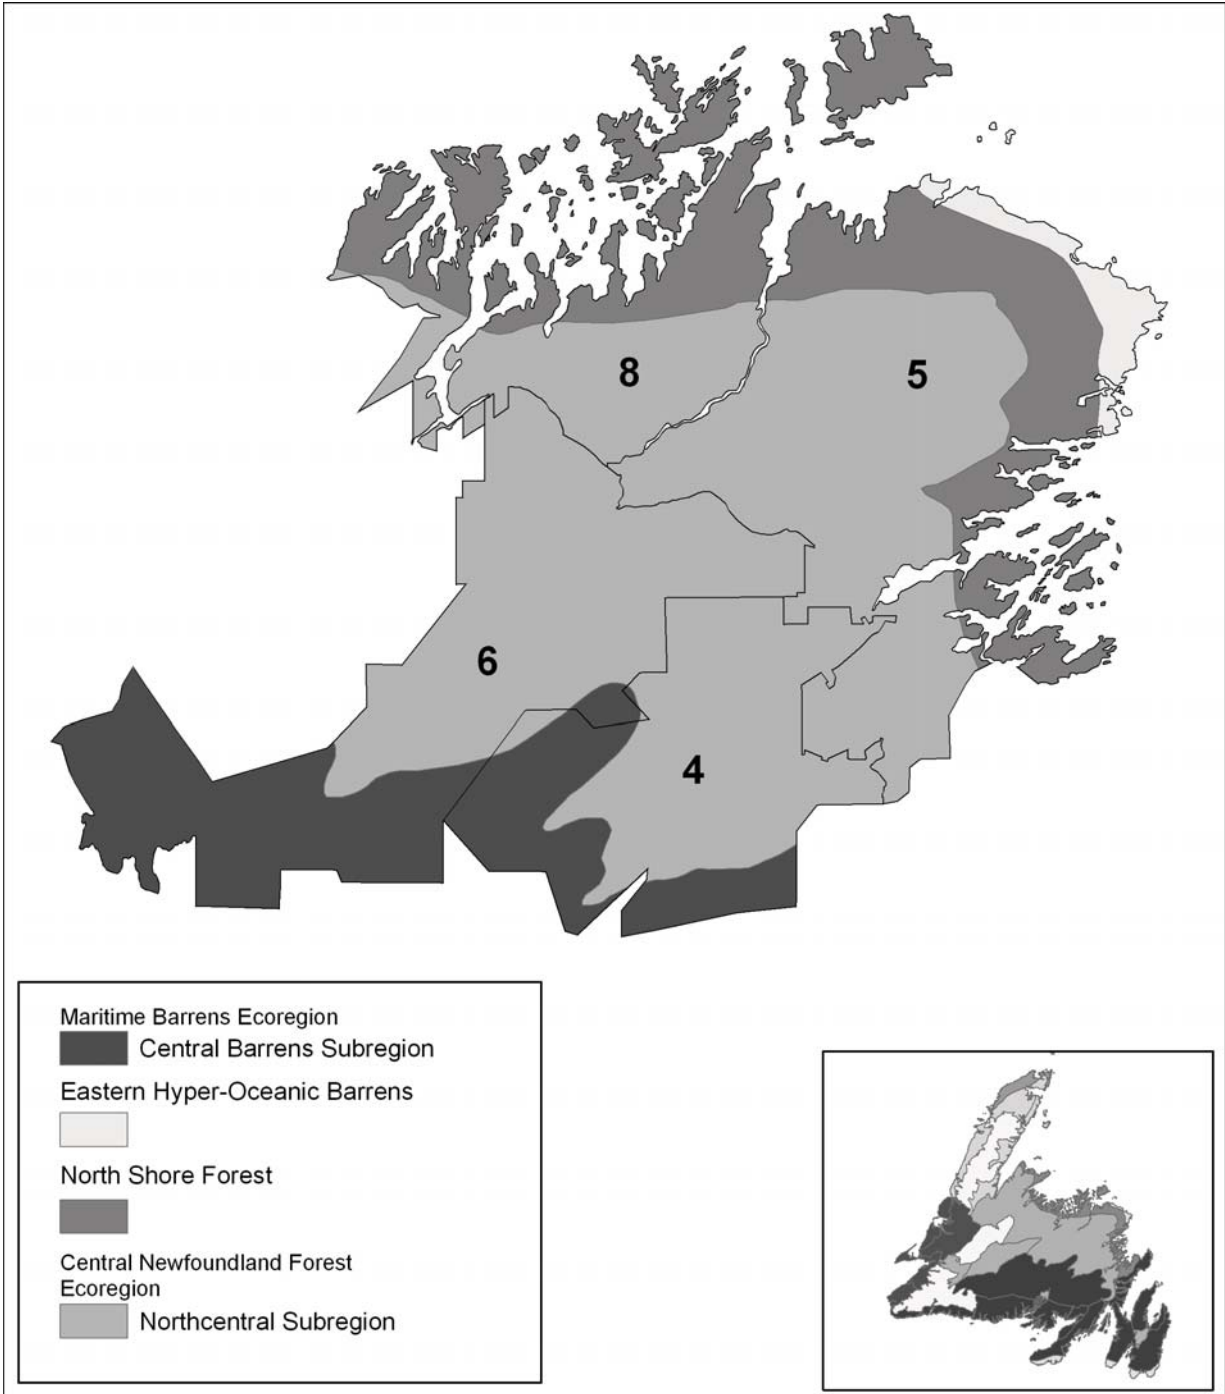 8
5
6
4
Maritime Barrens Ecoregion
Central Barrens Subregion
Eastern Hyper-Oceanic Barrens
North Shore Forest
Central Newfoundland Forest
Ecoregion
Northcentral Subregion